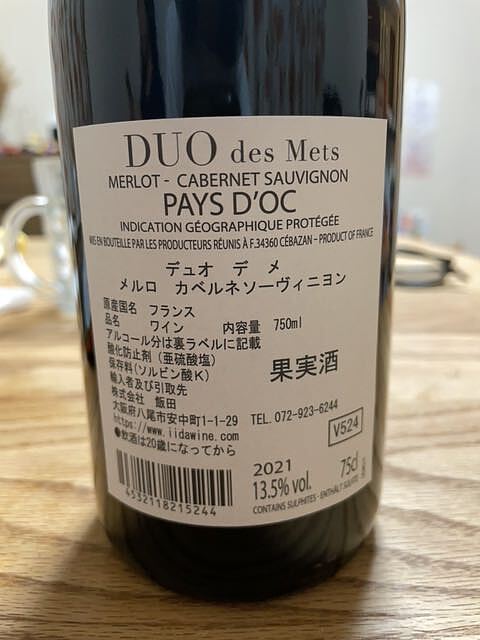 DUO des Mets
MERLOT - CABERNET SAUVIGNON
PAYS D'OC
INDICATION GÉOGRAPHIQUE PROTÉGÉE
MIS EN BOUTEILLE PAR LES PRODUCTEURS RÉUNIS À F.34360 CÉBAZAN – PRODUCT OF FRANCE
デュオ デ メ
メルロ カベルネソーヴィニヨン
原産国名 フランス
品名 ワイン 内容量 750ml
アルコール分は裏ラベルに記載
酸化防止剤(亜硫酸塩)
保存料(ソルビン酸K)
果実酒
輸入者及び引取先
株式会社 飯田
大阪府八尾市安中町1-1-29 TEL. 072-923-6244
https://www.iidawine.com
●飲酒は20歳になってから
V524
4532118215244
2021
13.5% vol. 75cl
CONTAINS SULPHITES - ENTHÄLT SULFITE